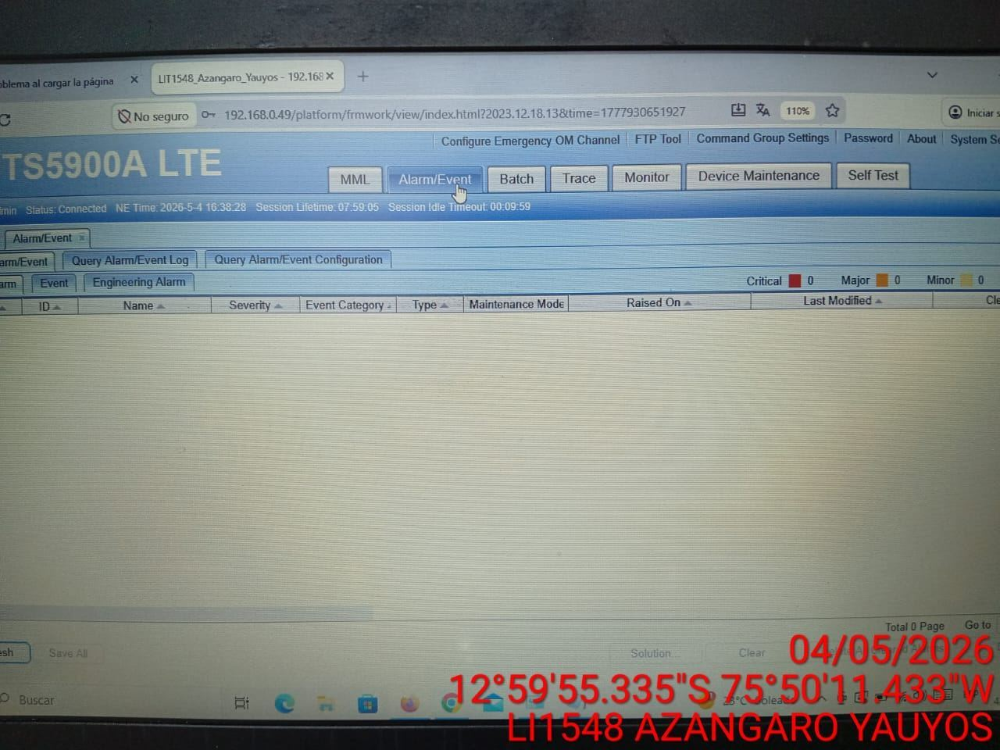 oblema al cargar la página
LIT1548_Azangaro_Yauyos - 192.168
No seguro
192.168.0.49/platform/frmwork/view/index.html?2023.12.18.13&time=1777930651927
110%
Iniciar s
Configure Emergency OM Channel FTP Tool Command Group Settings Password About System Se
TS5900A LTE
MML Alarm/Event Batch Trace Monitor Device Maintenance Self Test
min Status: Connected NE Time: 2026-5-4 16:38:28 Session Lifetime: 07:59:05 Session Idle Timeout: 00:09:59
Alarm/Event
arm/Event Query Alarm/Event Log Query Alarm/Event Configuration
arm Event Engineering Alarm Critical 0 Major 0 Minor 0
ID Name Severity Event Category Type Maintenance Mode Raised On Last Modified Cle
Total 0 Page Go to
esh Save All Solution... Clear
04/05/2026
12°59'55.335"S 75°50'11.433"W
Buscar
LI1548 AZANGARO YAUYOS